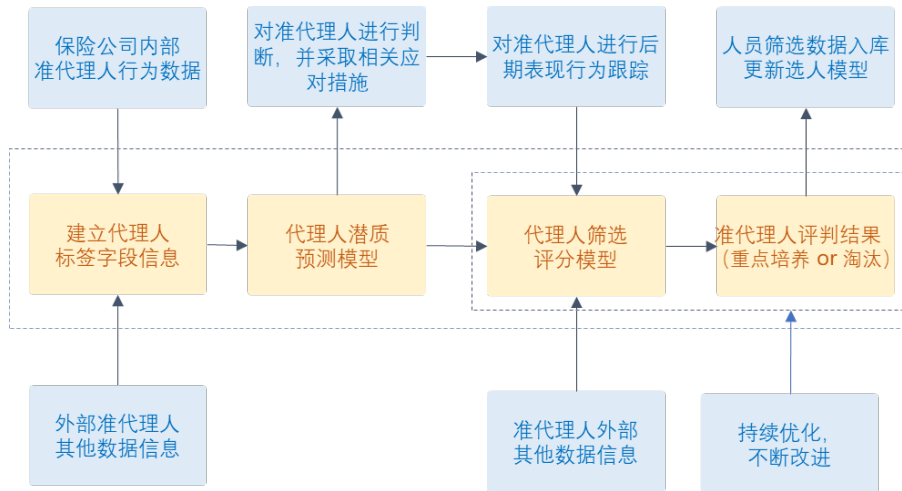 保险公司内部
准代理人行为数据
对准代理人进行判
断，并采取相关应
对措施
对准代理人进行后
期表现行为跟踪
人员筛选数据入库
更新选人模型
建立代理人
标签字段信息
代理人潜质
预测模型
代理人筛选
评分模型
准代理人评判结果
（重点培养 or 淘汰）
外部准代理人
其他数据信息
准代理人外部
其他数据信息
持续优化，
不断改进